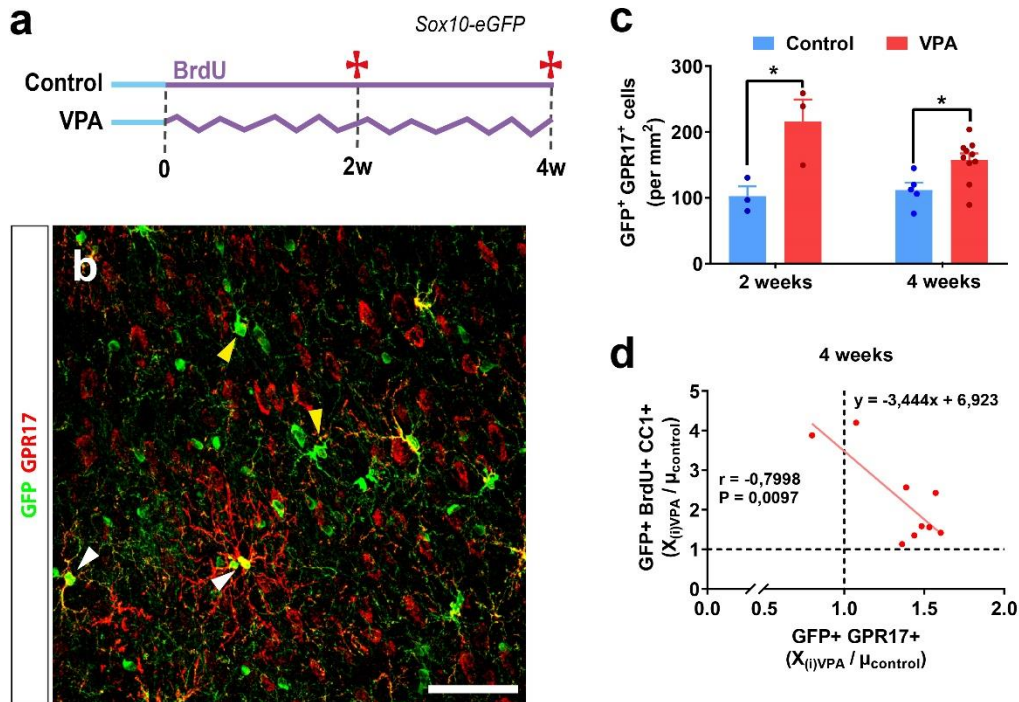 a
Sox10-eGFP
Control
BrdU
VPA
0
2w
4w
b
GFP GPR17
c
Control
VPA
GFP+ GPR17+ cells
(per mm²)
300
200
100
0
*
*
2 weeks
4 weeks
d
4 weeks
y = -3,444x + 6,923
r = -0,7998
P = 0,0097
GFP+ BrdU+ CC1+
(X(i)VPA / μcontrol)
5
4
3
2
1
0
0.0
0.5
1.0
1.5
2.0
GFP+ GPR17+
(X(i)VPA / μcontrol)